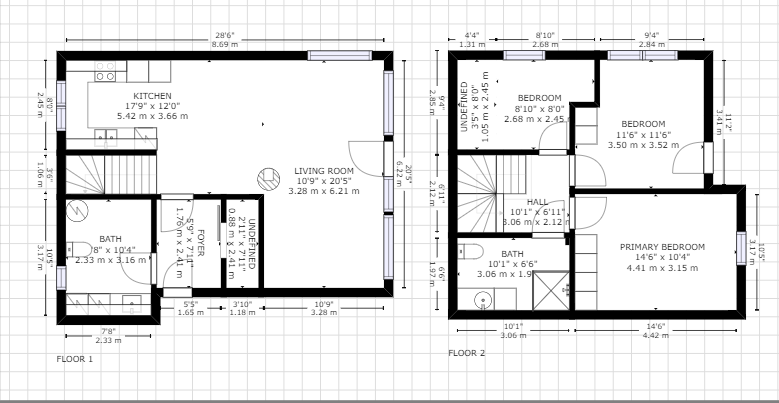 28'6"
8.69 m
8'0"
2.45 m
KITCHEN
17'9" x 12'0"
5.42 m x 3.66 m
3'6"
1.06 m
LIVING ROOM
10'9" x 20'5"
3.28 m x 6.21 m
20'5"
6.22 m
10'5"
3.17 m
BATH
'8" x 10'4"
2.33 m x 3.16 m
FOYER
5'9" x 7'11"
1.76 m x 2.41 m
UNDEFINED
2'11" x 7'11"
0.88 m x 2.41 m
5'5"
1.65 m
3'10"
1.18 m
10'9"
3.28 m
7'8"
2.33 m
FLOOR 1
4'4"
1.31 m
8'10"
2.68 m
9'4"
2.84 m
9'4"
2.85 m
UNDEFINED
3'5" x 8'0"
1.05 m x 2.45 m
BEDROOM
8'10" x 8'0"
2.68 m x 2.45
BEDROOM
11'6" x 11'6"
3.50 m x 3.52 m
11'2"
3.41 m
6'11"
2.12 m
HALL
10'1" x 6'11"
3.06 m x 2.12 m
6'6"
1.97 m
BATH
10'1" x 6'6"
3.06 m x 1.9
PRIMARY BEDROOM
14'6" x 10'4"
4.41 m x 3.15 m
10'5"
3.17 m
10'1"
3.06 m
14'6"
4.42 m
FLOOR 2